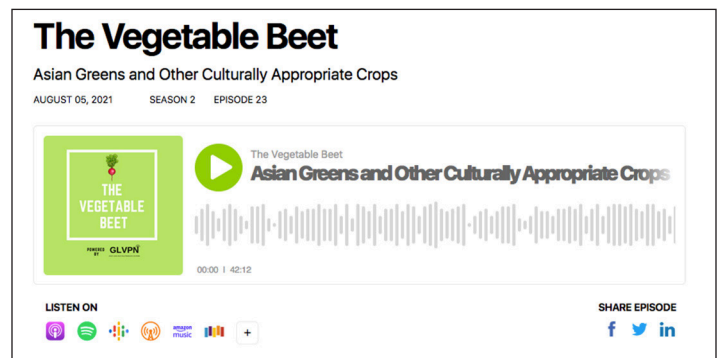 The Vegetable Beet
Asian Greens and Other Culturally Appropriate Crops
AUGUST 05, 2021 SEASON 2 EPISODE 23
THE
VEGETABLE
BEET
POWERED BY GLVPN
The Vegetable Beet
Asian Greens and Other Culturally Appropriate Crops
00:00 | 42:12
LISTEN ON
amazon music
+
SHARE EPISODE
f
in